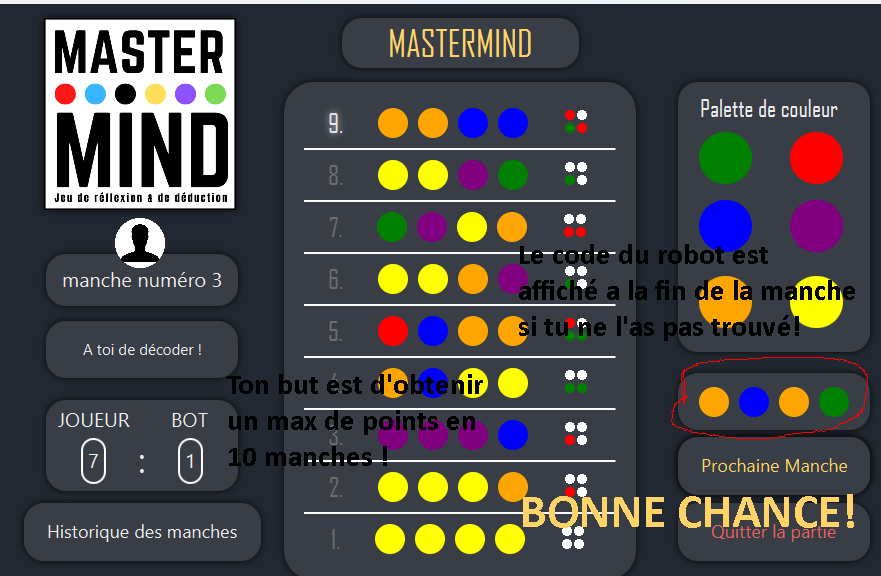 MASTER
MIND
Jeu de réflexion & de déduction
MASTERMIND
manche numéro 3
A toi de décoder !
JOUEUR BOT
7 : 1
Historique des manches
9.
8.
7.
6.
5.
3.
2.
1.
Palette de couleur
Le code du robot est
affiché a la fin de la manche
si tu ne l'as pas trouvé!
Ton but est d'obtenir
un max de points en
10 manches !
Prochaine Manche
BONNE CHANCE!
Quitter la partie